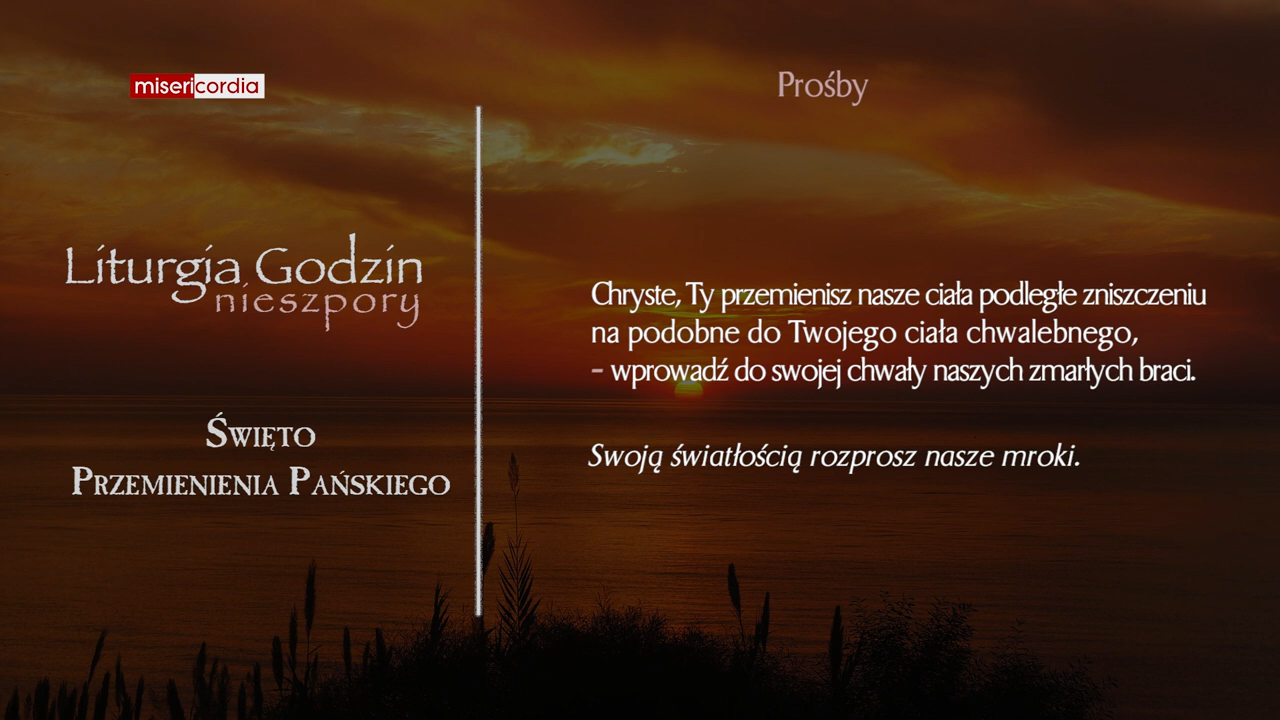 misericordia
Liturgia Godzin
nieszpory
Święto
Przemienienia Pańskiego
Prośby
Chryste, Ty przemienisz nasze ciała podległe zniszczeniu
na podobne do Twojego ciała chwalebnego,
– wprowadź do swojej chwały naszych zmarłych braci.
Swoją światłością rozprosz nasze mroki.